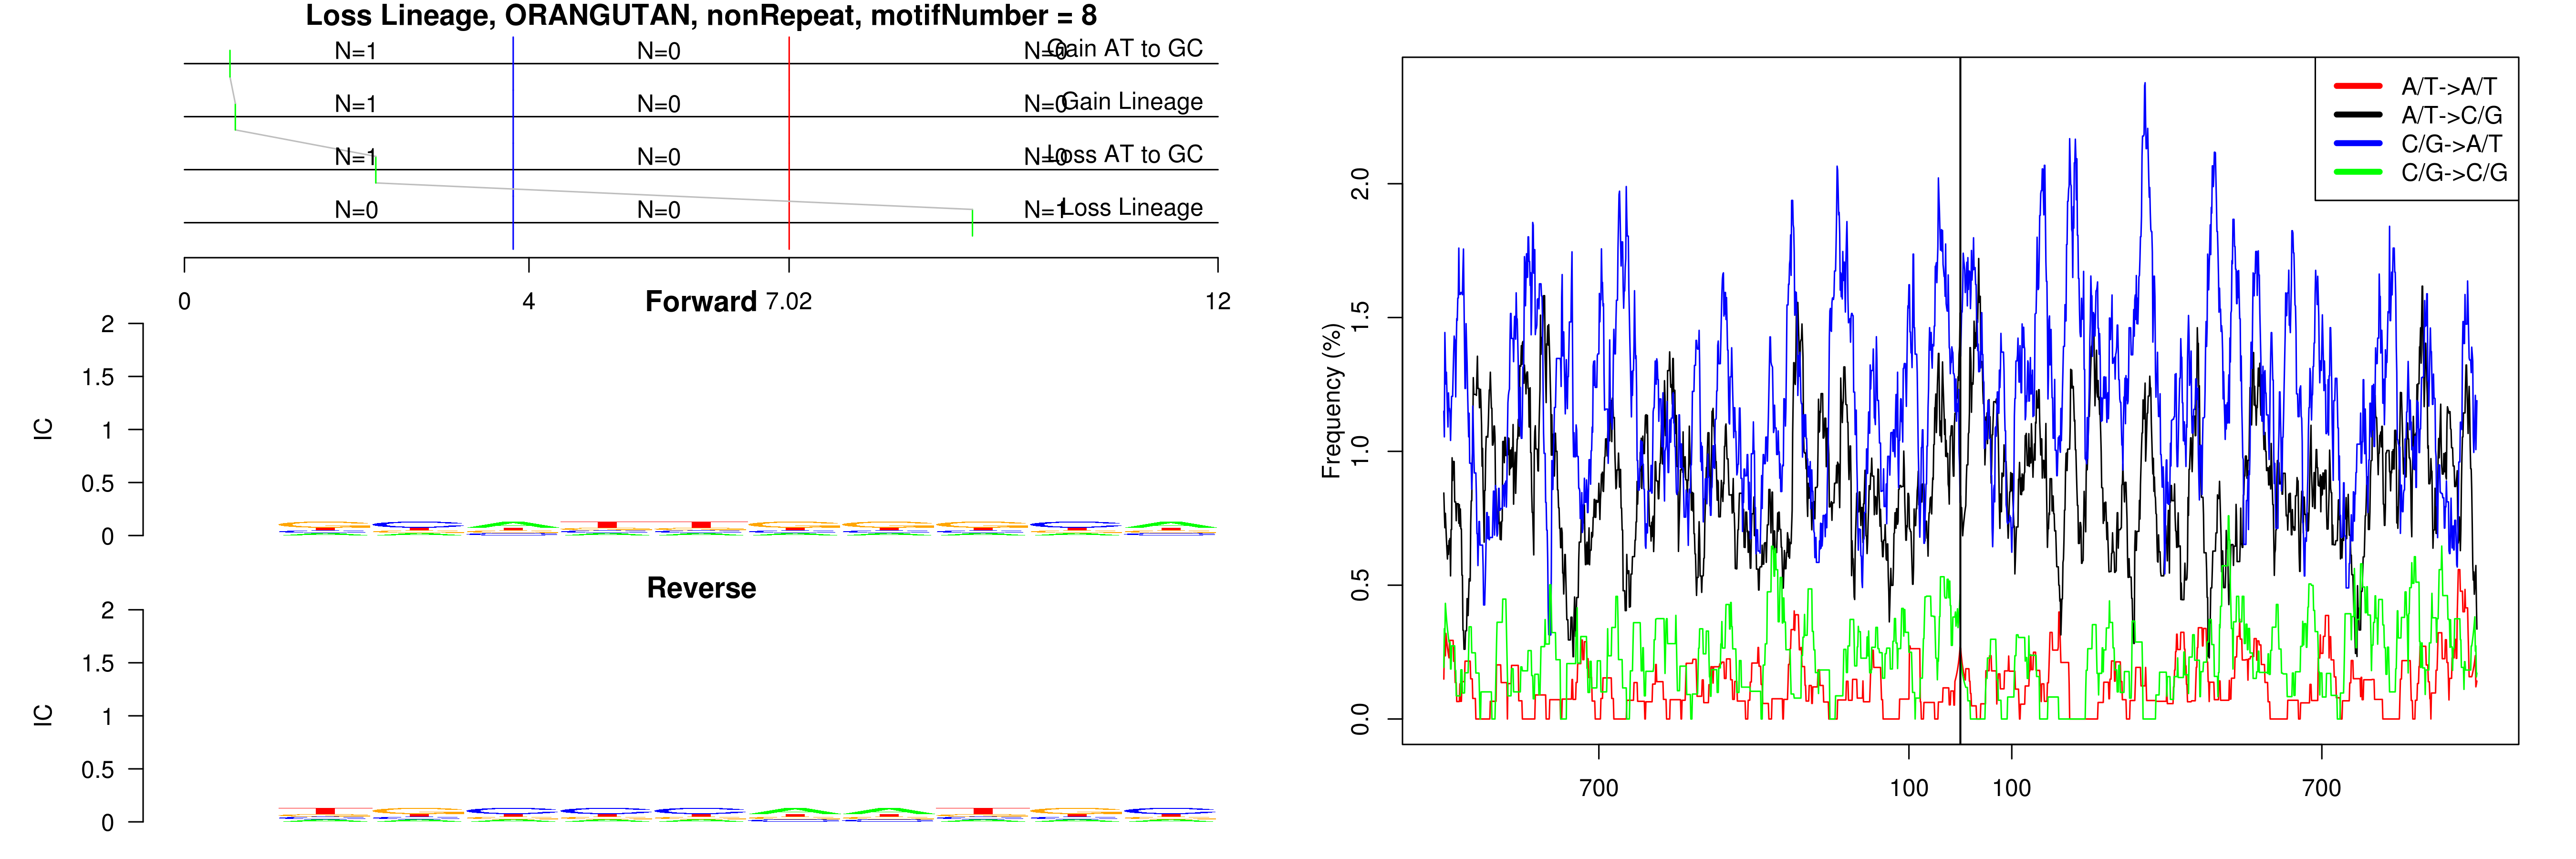 Loss Lineage, ORANGUTAN, nonRepeat, motifNumber = 8
N=1 N=0 N=0 Gain AT to GC
N=1 N=0 N=0 Gain Lineage
N=1 N=0 N=0 Loss AT to GC
N=0 N=0 N=1 Loss Lineage
0 4 7.02 12
Forward
IC
2
1.5
1
0.5
0
Reverse
IC
2
1.5
1
0.5
0
A/T->A/T
A/T->C/G
C/G->A/T
C/G->C/G
Frequency (%)
2.0
1.5
1.0
0.5
0.0
700 100 100 700